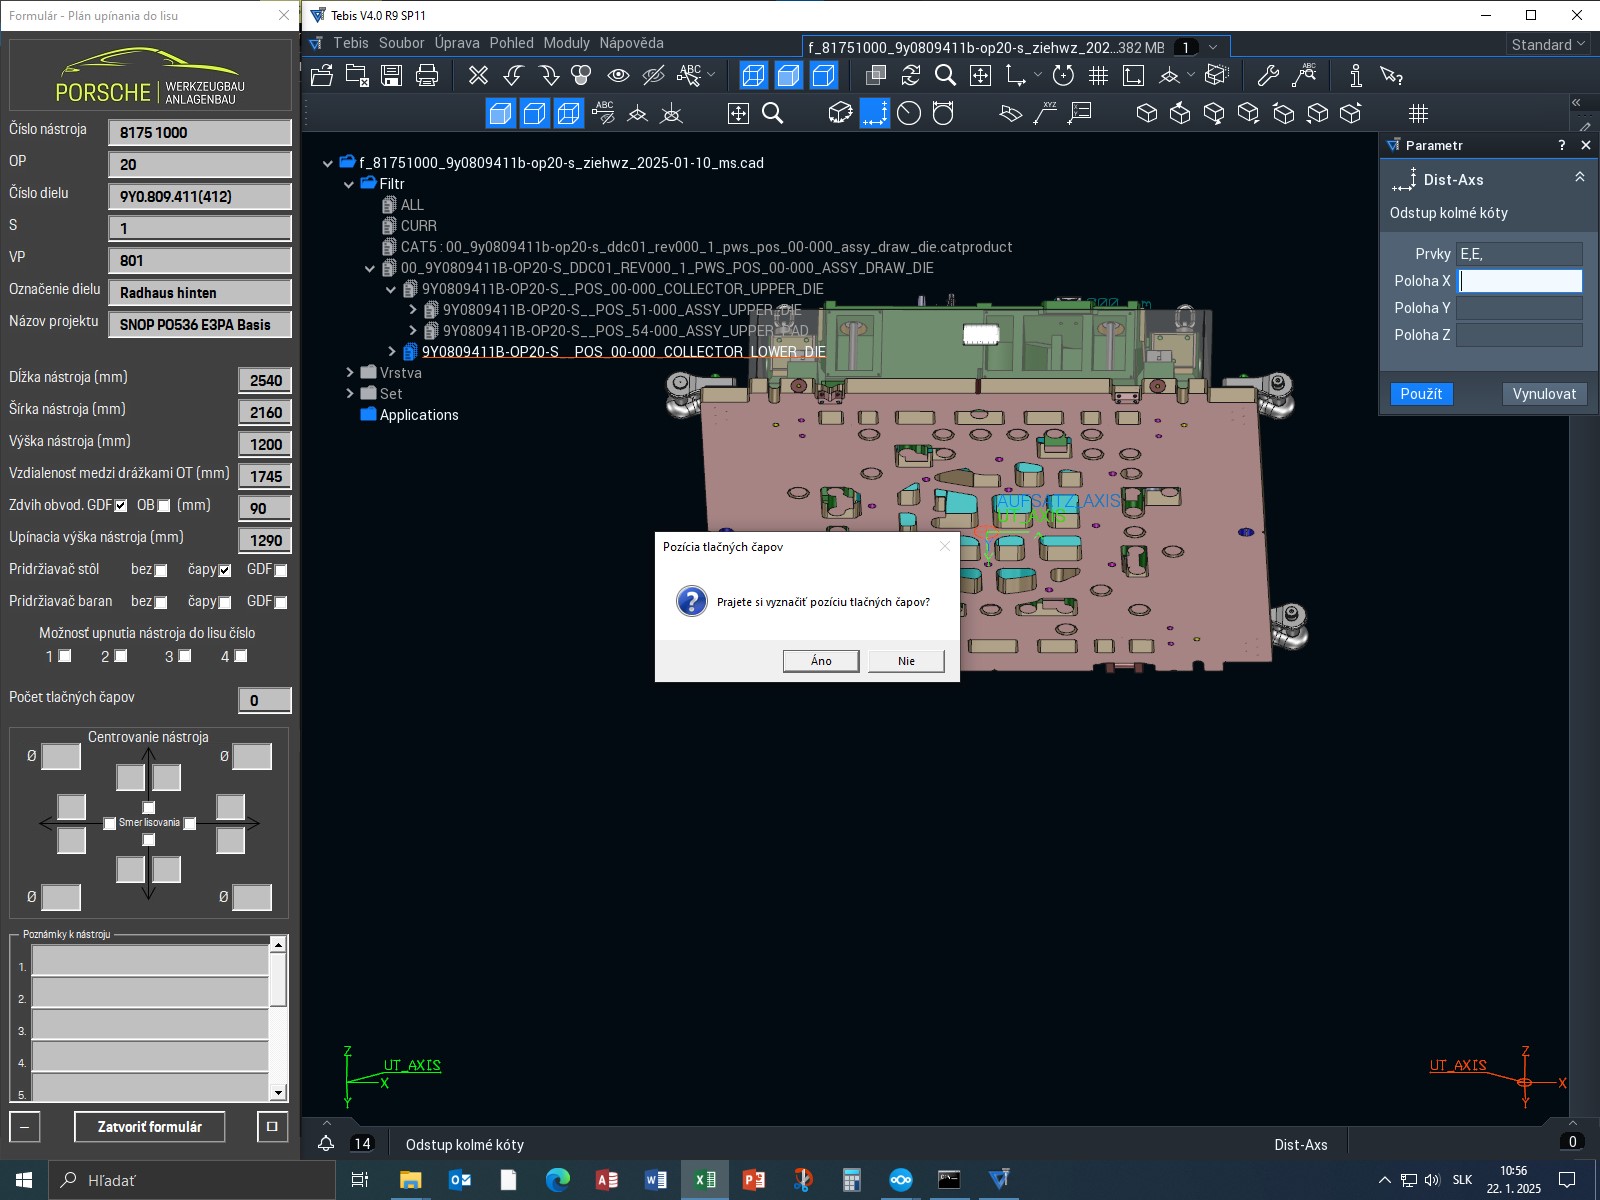 Formulár - Plán upínania do lisu
PORSCHE WERKZEUGBAU ANLAGENBAU
Číslo nástroja 8175 1000
OP 20
Číslo dielu 9Y0.809.411(412)
S 1
VP 801
Označenie dielu Radhaus hinten
Názov projektu SNOP PO536 E3PA Basis
Dĺžka nástroja (mm) 2540
Šírka nástroja (mm) 2160
Výška nástroja (mm) 1200
Vzdialenosť medzi drážkami OT (mm) 1745
Zdvih obvod. GDF OB (mm) 90
Upínacia výška nástroja (mm) 1290
Pridržiavač stôl bez čapy GDF
Pridržiavač baran bez čapy GDF
Možnosť upnutia nástroja do lisu číslo
1 2 3 4
Počet tlačných čapov 0
Centrovanie nástroja
Ø Ø
Smer lisovania
Ø Ø
Poznámky k nástroju
1.
2.
3.
4.
5.
Zatvoriť formulár
Tebis V4.0 R9 SP11
Tebis Soubor Úprava Pohled Moduly Nápověda
f_81751000_9y0809411b-op20-s_ziehwz_202...382 MB 1
Standard
ABC
ABC
ABC
XYZ
f_81751000_9y0809411b-op20-s_ziehwz_2025-01-10_ms.cad
Filtr
ALL
CURR
CAT5 : 00_9y0809411b-op20-s_ddc01_rev000_1_pws_pos_00-000_assy_draw_die.catproduct
00_9Y0809411B-OP20-S_DDC01_REV000_1_PWS_POS_00-000_ASSY_DRAW_DIE
9Y0809411B-OP20-S__POS_00-000_COLLECTOR_UPPER_DIE
9Y0809411B-OP20-S__POS_51-000_ASSY_UPPER_DIE
9Y0809411B-OP20-S__POS_54-000_ASSY_UPPER_PAD
9Y0809411B-OP20-S__POS_00-000_COLLECTOR_LOWER_DIE
Vrstva
Set
Applications
AUFSATZ_AXIS
UT_AXIS
Parametr ?
Dist-Axs
Odstup kolmé kóty
Prvky E,E,
Poloha X
Poloha Y
Poloha Z
Použít Vynulovat
Pozícia tlačných čapov
Prajete si vyznačiť pozíciu tlačných čapov?
Áno Nie
Z UT_AXIS X
UT_AXIS Z X
14 Odstup kolmé kóty Dist-Axs 0
Hľadať
SLK
10:56
22. 1. 2025